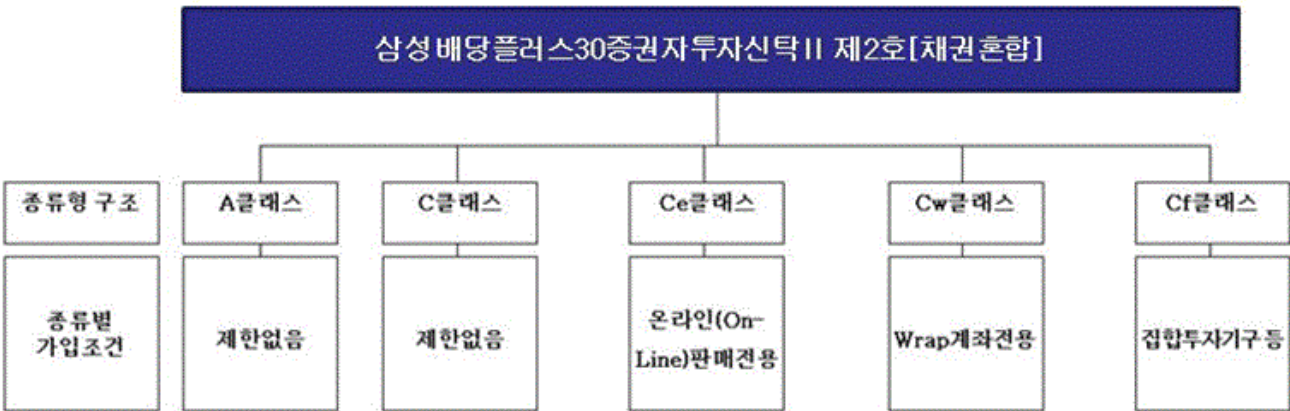 삼성배당플러스30증권자투자신탁II 제2호[채권혼합]
종류형 구조
A클래스
C클래스
Ce클래스
Cw클래스
Cf클래스
종류별
가입조건
제한없음
제한없음
온라인(On-
Line)판매전용
Wrap계좌전용
집합투자기구등